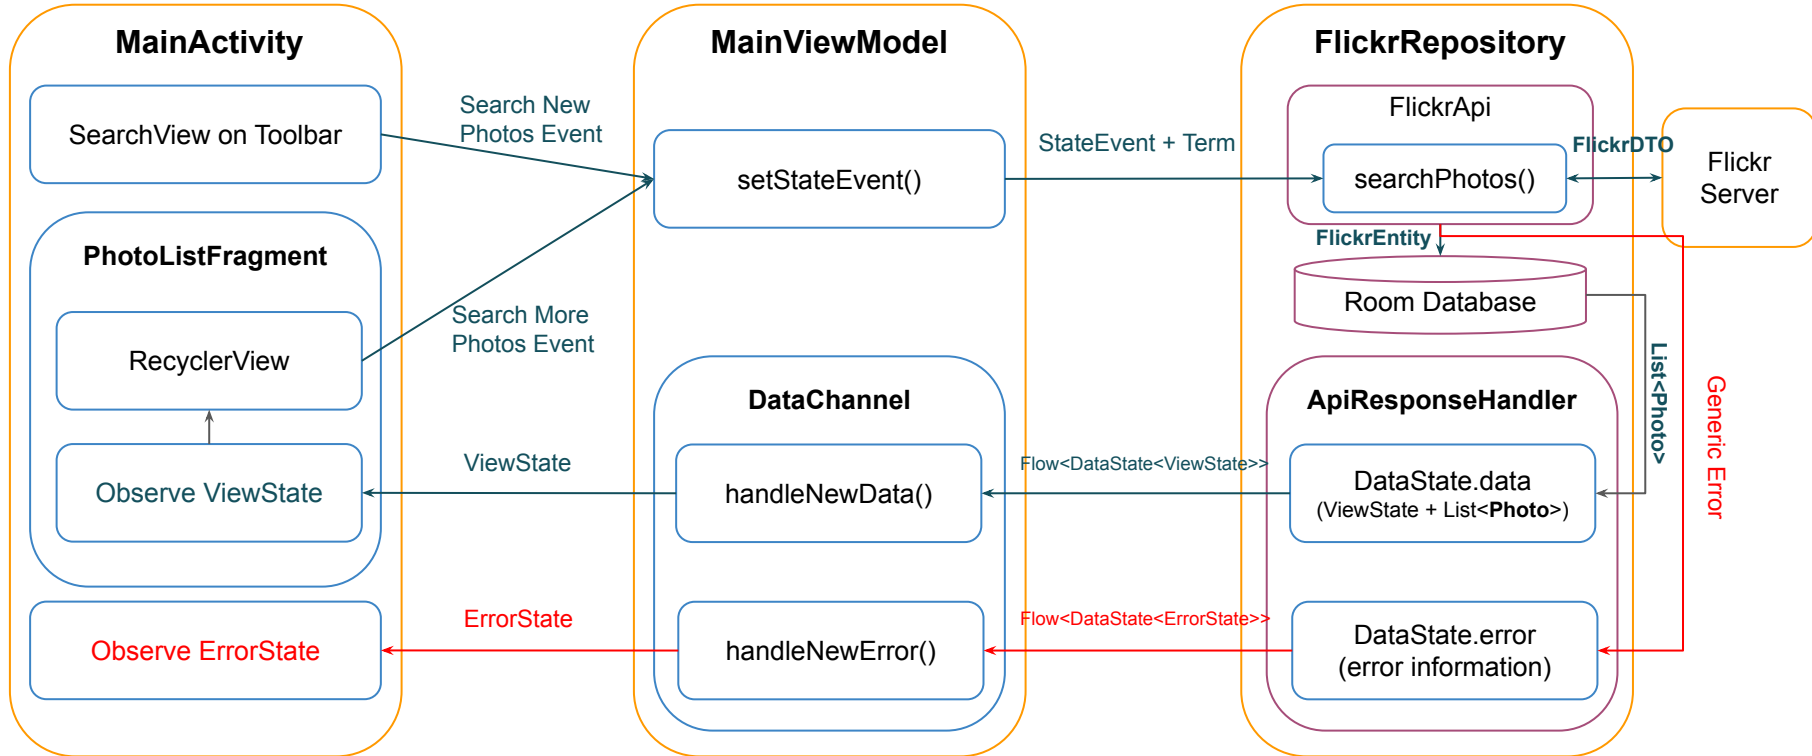 MainActivity
SearchView on Toolbar
PhotoListFragment
RecyclerView
Observe ViewState
Observe ErrorState
Search New
Photos Event
Search More
Photos Event
ViewState
ErrorState
MainViewModel
setStateEvent()
DataChannel
handleNewData()
handleNewError()
StateEvent + Term
Flow<DataState<ViewState>>
Flow<DataState<ErrorState>>
FlickrRepository
FlickrApi
searchPhotos()
FlickrDTO
Flickr
Server
FlickrEntity
Room Database
List<Photo>
Generic Error
ApiResponseHandler
DataState.data
(ViewState + List<Photo>)
DataState.error
(error information)